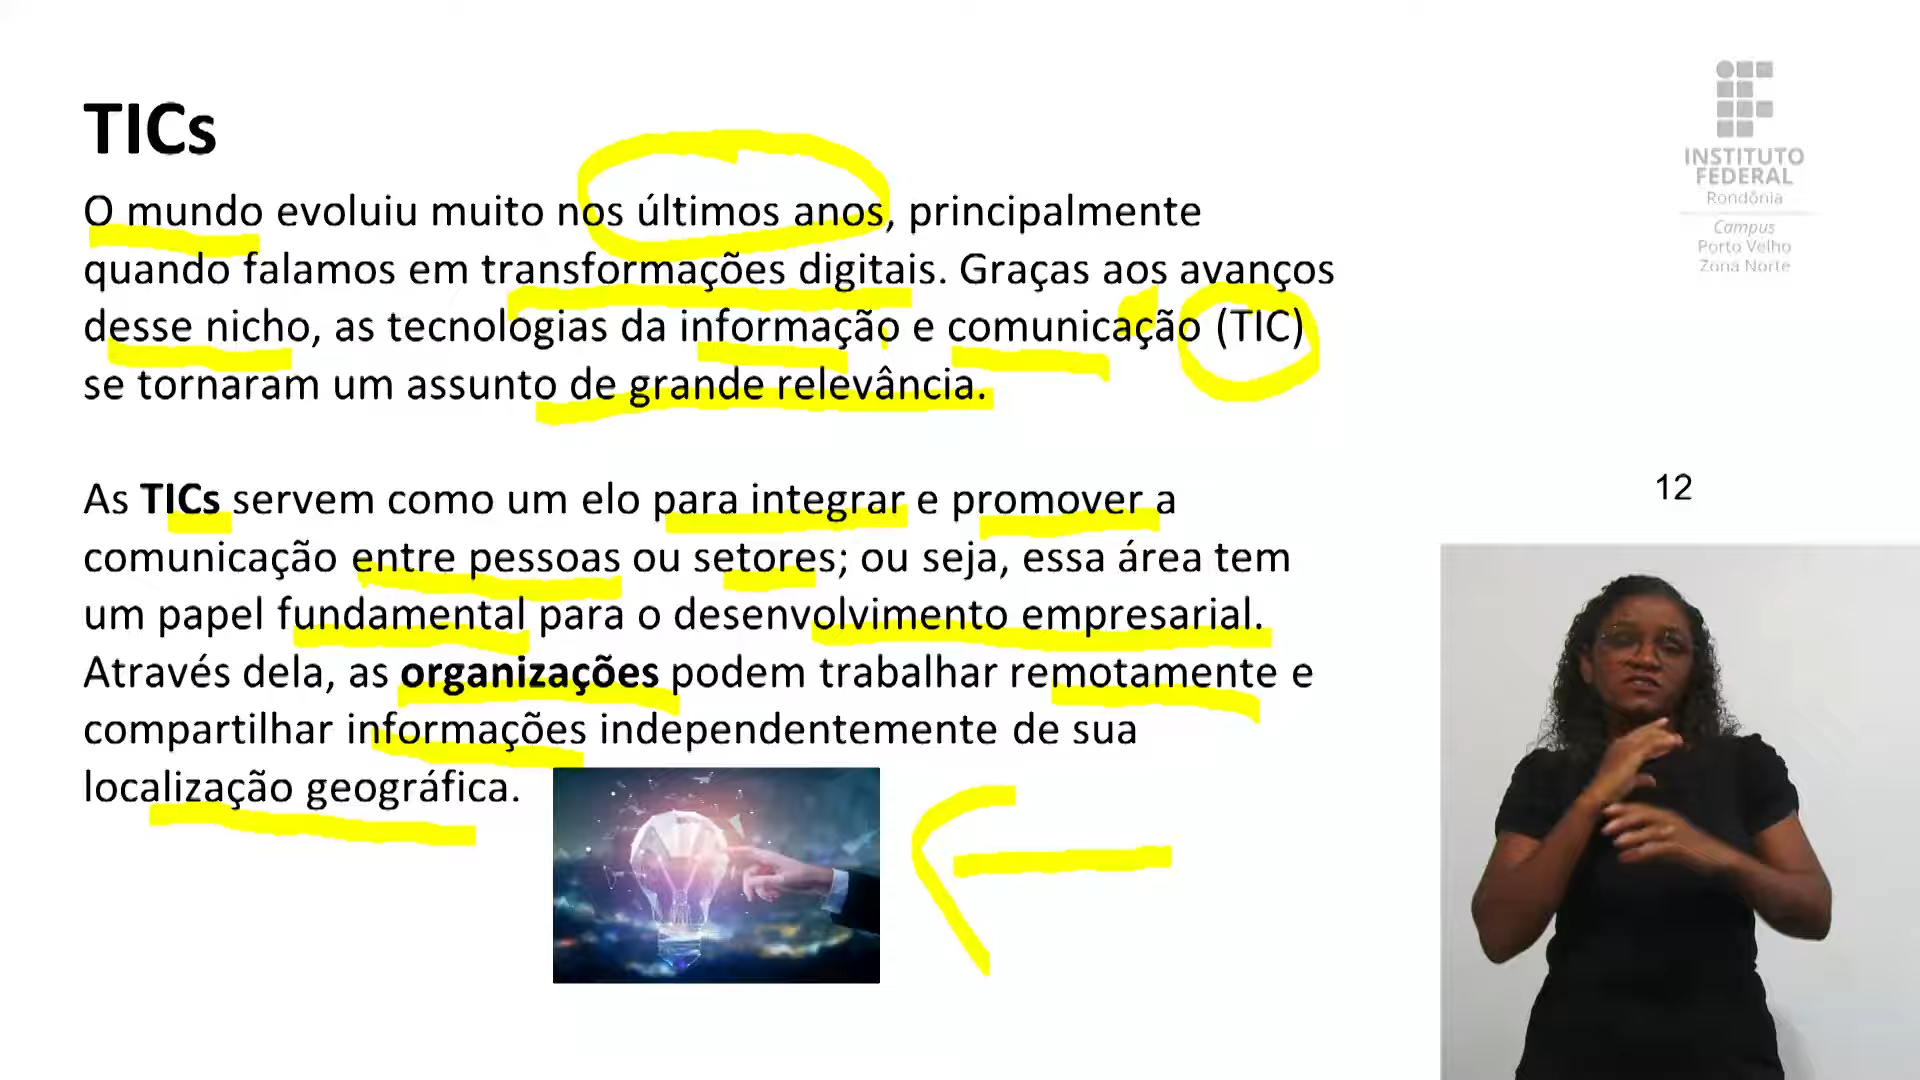 TICs
O mundo evoluiu muito nos últimos anos, principalmente
quando falamos em transformações digitais. Graças aos avanços
desse nicho, as tecnologias da informação e comunicação (TIC)
se tornaram um assunto de grande relevância.
As TICs servem como um elo para integrar e promover a
comunicação entre pessoas ou setores; ou seja, essa área tem
um papel fundamental para o desenvolvimento empresarial.
Através dela, as organizações podem trabalhar remotamente e
compartilhar informações independentemente de sua
localização geográfica.
INSTITUTO
FEDERAL
Rondônia
Campus
Porto Velho
Zona Norte
12